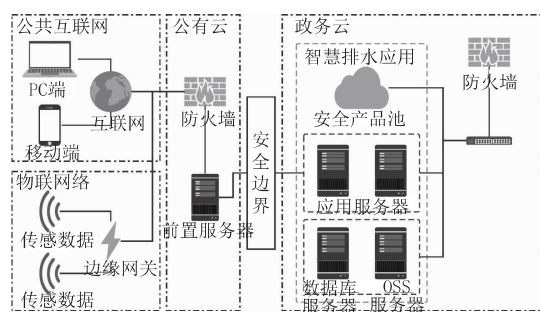 公共互联网
PC端
互联网
移动端
物联网络
传感数据
边缘网关
传感数据
公有云
防火墙
前置服务器
安全边界
政务云
智慧排水应用
安全产品池
应用服务器
数据库
服务器
OSS
服务器
防火墙